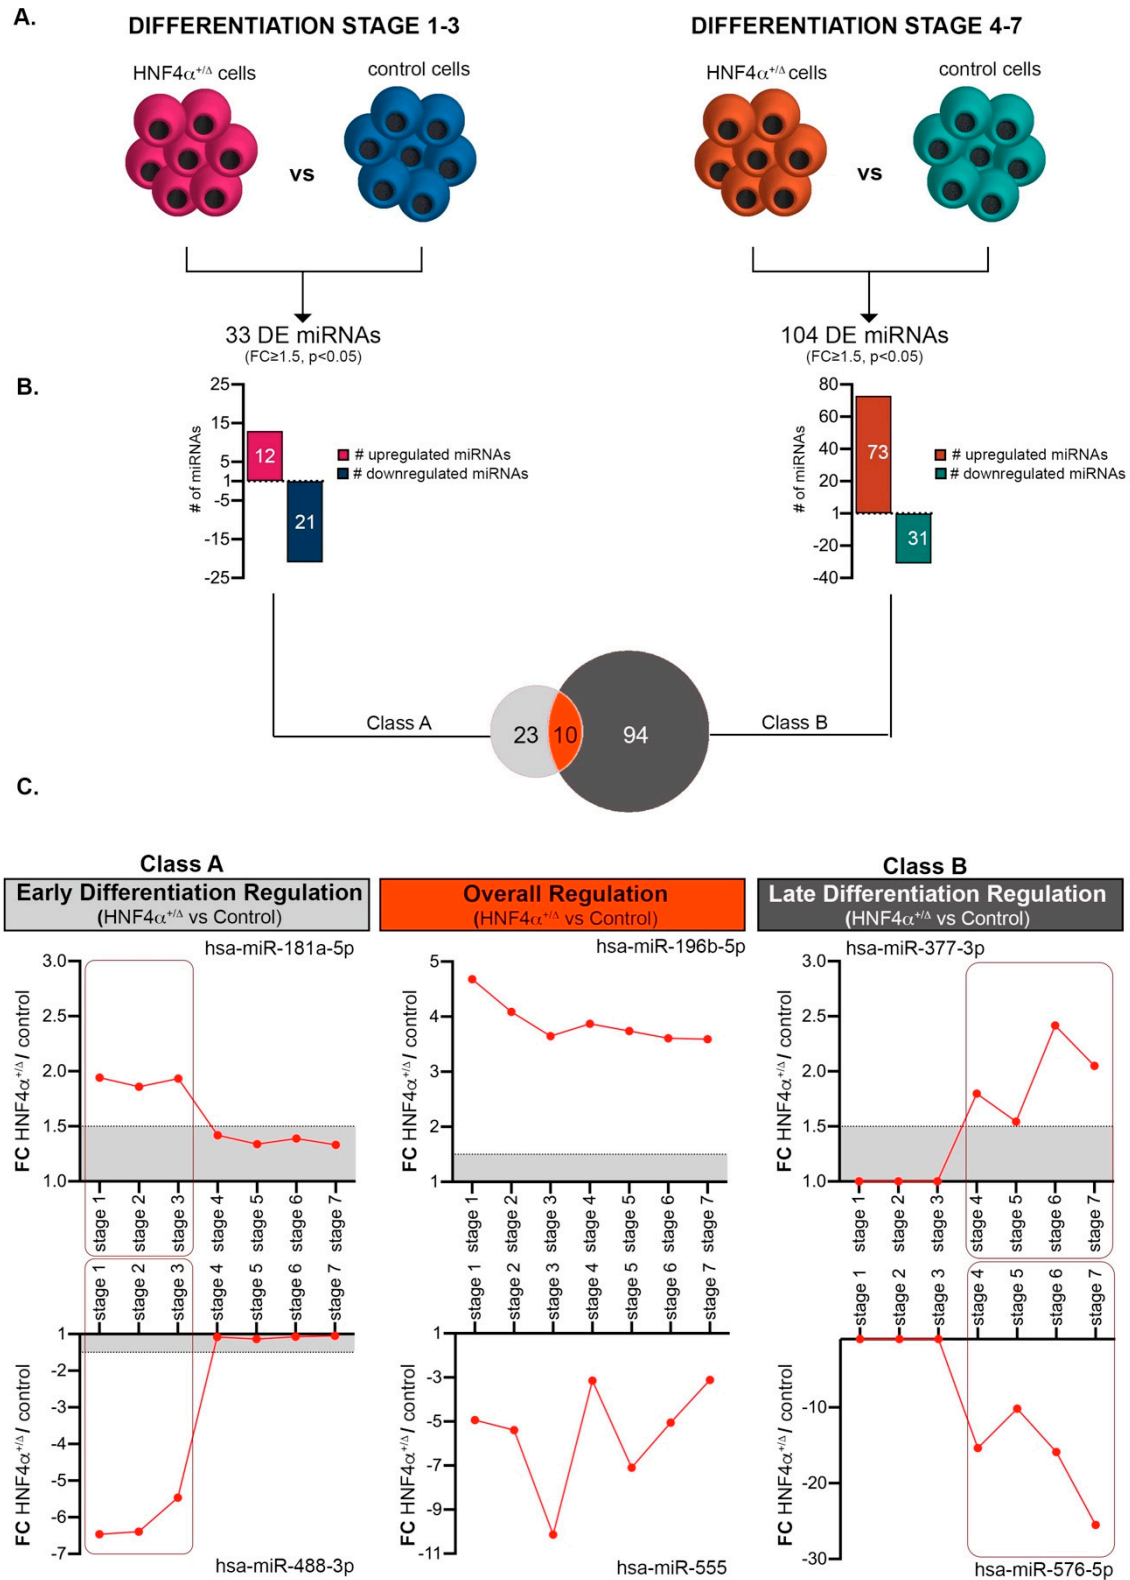 A.
DIFFERENTIATION STAGE 1-3
DIFFERENTIATION STAGE 4-7
HNF4α+/Δ cells
control cells
HNF4α+/Δ cells
control cells
vs
vs
33 DE miRNAs
(FC≥1.5, p<0.05)
104 DE miRNAs
(FC≥1.5, p<0.05)
B.
# of miRNAs
25
15
5
1
-5
-15
-25
12
21
# upregulated miRNAs
# downregulated miRNAs
# of miRNAs
80
60
40
20
1
-20
-40
73
31
# upregulated miRNAs
# downregulated miRNAs
Class A
23
10
94
Class B
C.
Class A
Early Differentiation Regulation
(HNF4α+/Δ vs Control)
Overall Regulation
(HNF4α+/Δ vs Control)
Class B
Late Differentiation Regulation
(HNF4α+/Δ vs Control)
hsa-miR-181a-5p
FC HNF4α+/Δ / control
3.0
2.5
2.0
1.5
1.0
stage 1
stage 2
stage 3
stage 4
stage 5
stage 6
stage 7
hsa-miR-196b-5p
FC HNF4α+/Δ / control
5
4
3
2
1
stage 1
stage 2
stage 3
stage 4
stage 5
stage 6
stage 7
hsa-miR-377-3p
FC HNF4α+/Δ / control
3.0
2.5
2.0
1.5
1.0
stage 1
stage 2
stage 3
stage 4
stage 5
stage 6
stage 7
stage 1
stage 2
stage 3
stage 4
stage 5
stage 6
stage 7
FC HNF4α+/Δ / control
1
-2
-3
-4
-5
-6
-7
hsa-miR-488-3p
stage 1
stage 2
stage 3
stage 4
stage 5
stage 6
stage 7
FC HNF4α+/Δ / control
1
-3
-5
-7
-9
-11
hsa-miR-555
stage 1
stage 2
stage 3
stage 4
stage 5
stage 6
stage 7
FC HNF4α+/Δ / control
-10
-20
-30
hsa-miR-576-5p